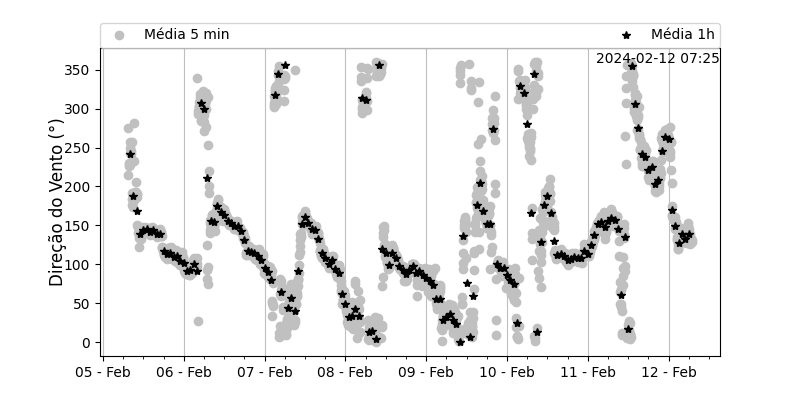 Média 5 min
Média 1h
2024-02-12 07:25
Direção do Vento (°)
350
300
250
200
150
100
50
0
05 - Feb
06 - Feb
07 - Feb
08 - Feb
09 - Feb
10 - Feb
11 - Feb
12 - Feb